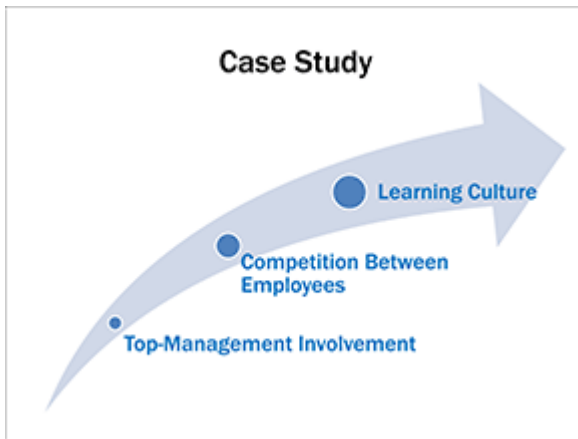 Case Study
Learning Culture
Competition Between
Employees
Top-Management Involvement